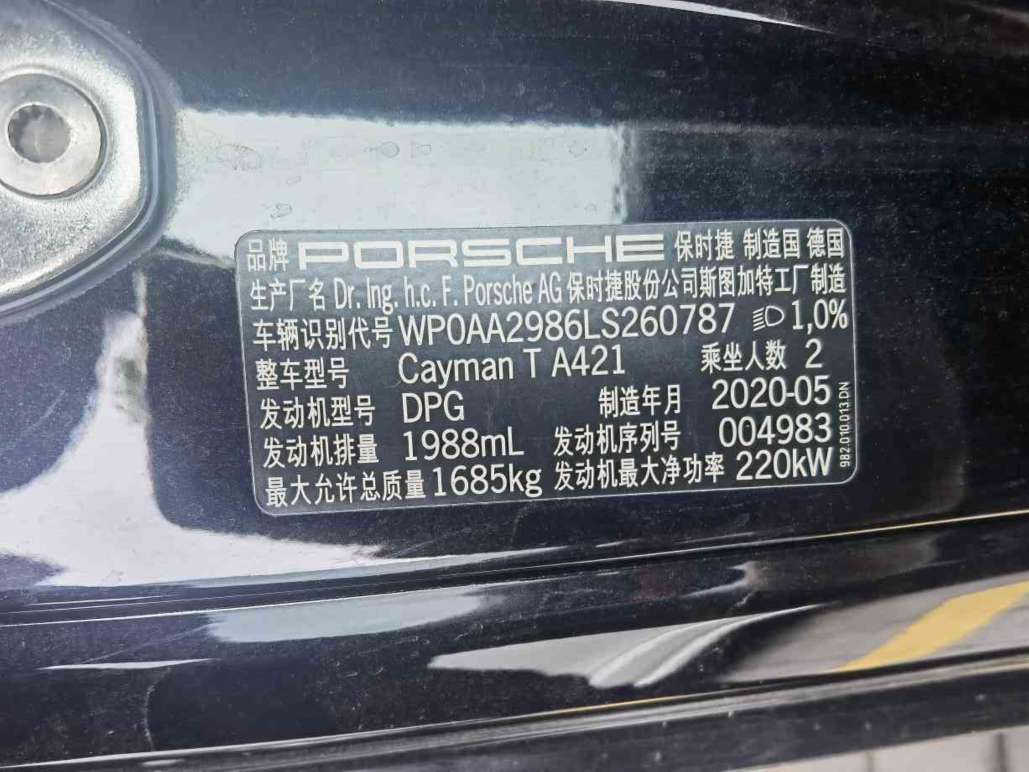 品牌 PORSCHE 保时捷 制造国 德国
生产厂名 Dr. Ing. h.c. F. Porsche AG 保时捷股份公司斯图加特工厂制造
车辆识别代号 WP0AA2986LS260787 1,0%
整车型号 Cayman T A421 乘坐人数 2
发动机型号 DPG 制造年月 2020-05
发动机排量 1988mL 发动机序列号 004983
最大允许总质量 1685kg 发动机最大净功率 220kW
982.010.013.DN